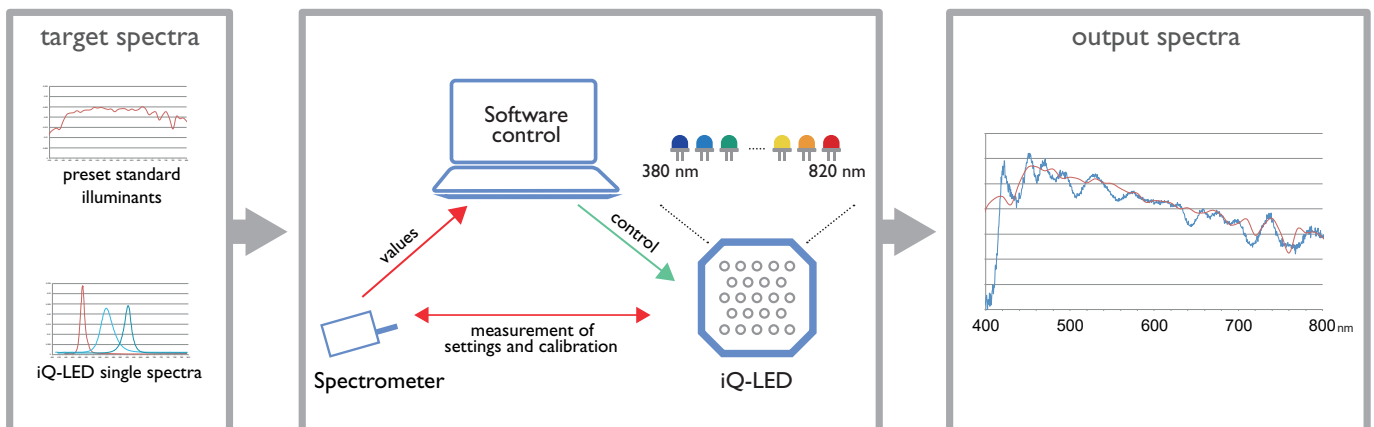 target spectra
preset standard
illuminants
iQ-LED single spectra
Software
control
380 nm
820 nm
values
control
measurement of
settings and calibration
Spectrometer
iQ-LED
output spectra
400 500 600 700 800 nm